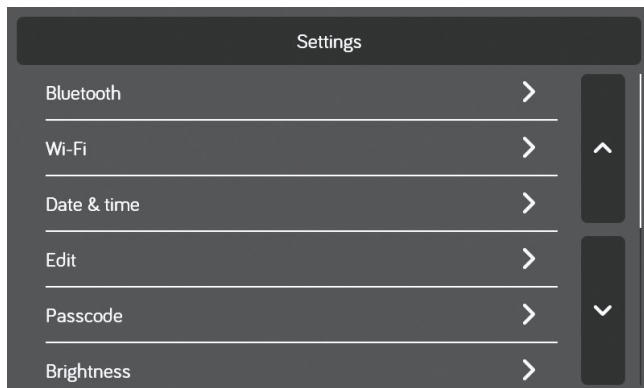 Settings
Bluetooth
Wi-Fi
Date & time
Edit
Passcode
Brightness